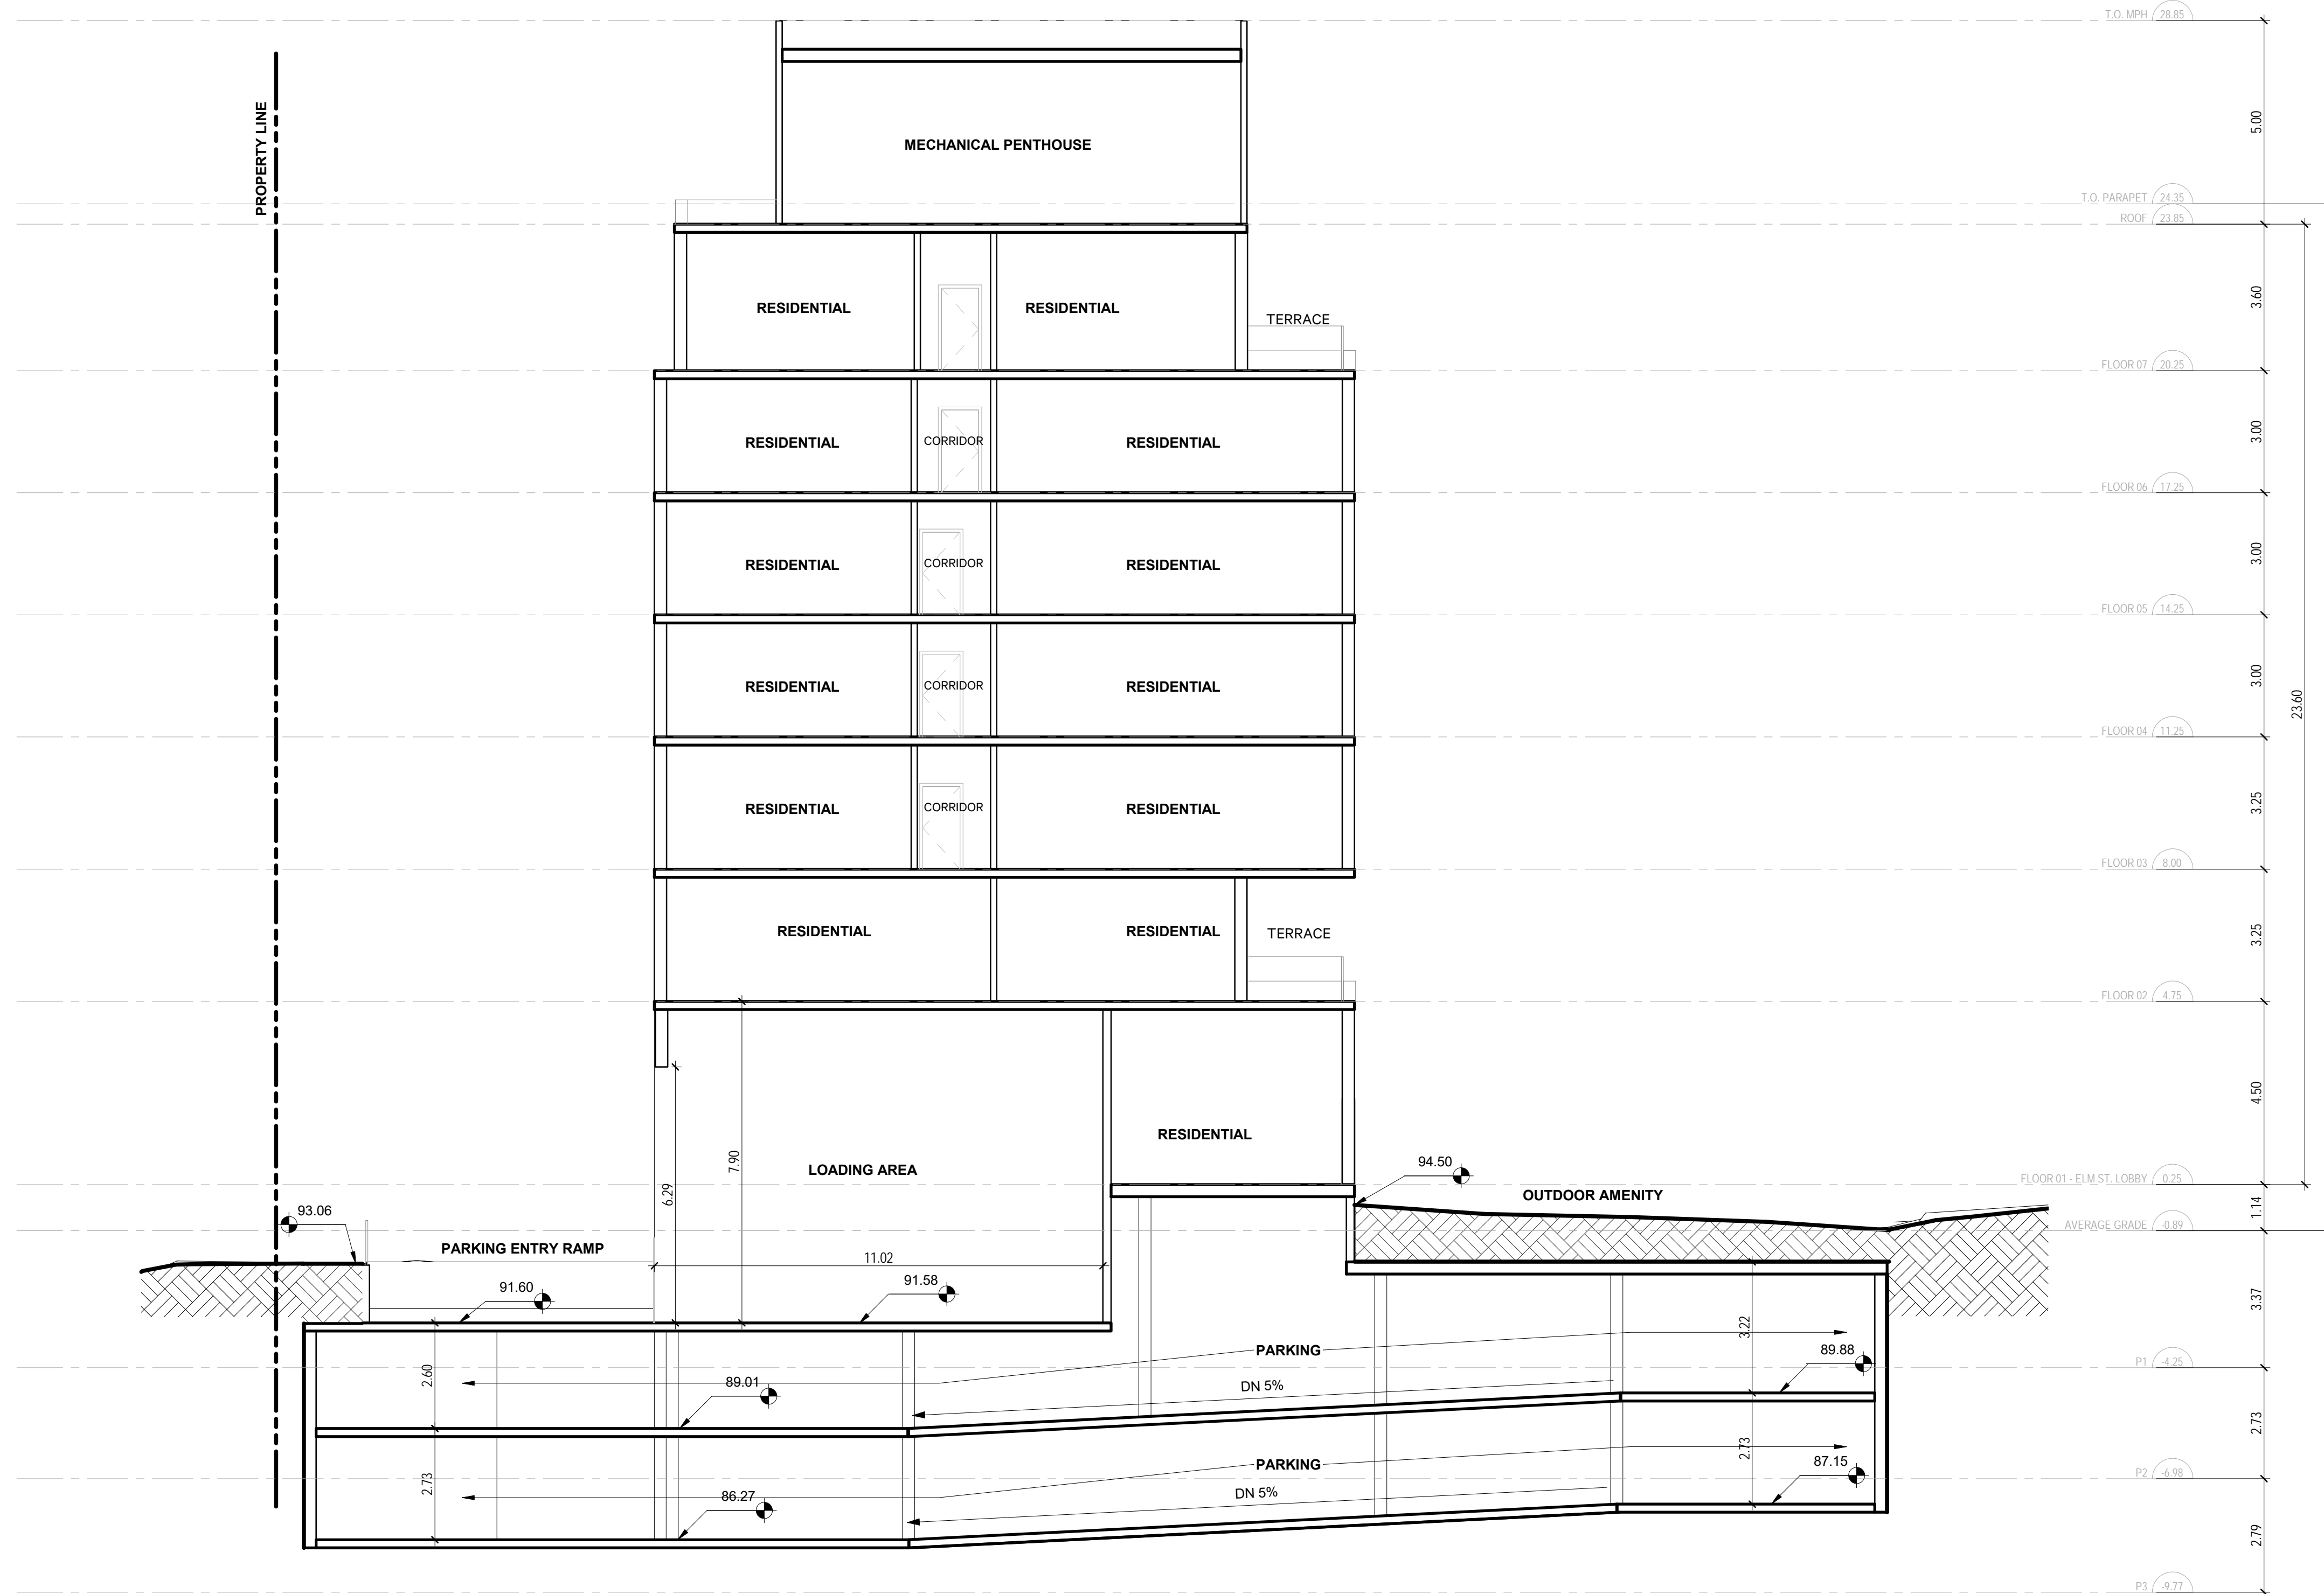 T.O. MPH 28.85
PROPERTY LINE
5.00
MECHANICAL PENTHOUSE
T.O. PARAPET 24.35
ROOF 23.85
3.60
RESIDENTIAL RESIDENTIAL
TERRACE
FLOOR 07 20.25
3.00
RESIDENTIAL CORRIDOR RESIDENTIAL
FLOOR 06 17.25
3.00
RESIDENTIAL CORRIDOR RESIDENTIAL
FLOOR 05 14.25
3.00
RESIDENTIAL CORRIDOR RESIDENTIAL
23.60
FLOOR 04 11.25
3.25
RESIDENTIAL CORRIDOR RESIDENTIAL
FLOOR 03 8.00
3.25
RESIDENTIAL RESIDENTIAL TERRACE
FLOOR 02 4.75
4.50
RESIDENTIAL
7.90
94.50
LOADING AREA
FLOOR 01 - ELM ST. LOBBY 0.25
6.29
OUTDOOR AMENITY
1.14
93.06
AVERAGE GRADE -0.89
PARKING ENTRY RAMP
11.02
91.60
91.58
3.37
3.22
PARKING
89.88
P1 -4.25
2.60
89.01
DN 5%
2.73
2.73
PARKING
87.15
P2 -6.98
2.73
86.27
DN 5%
2.79
P3 -9.77